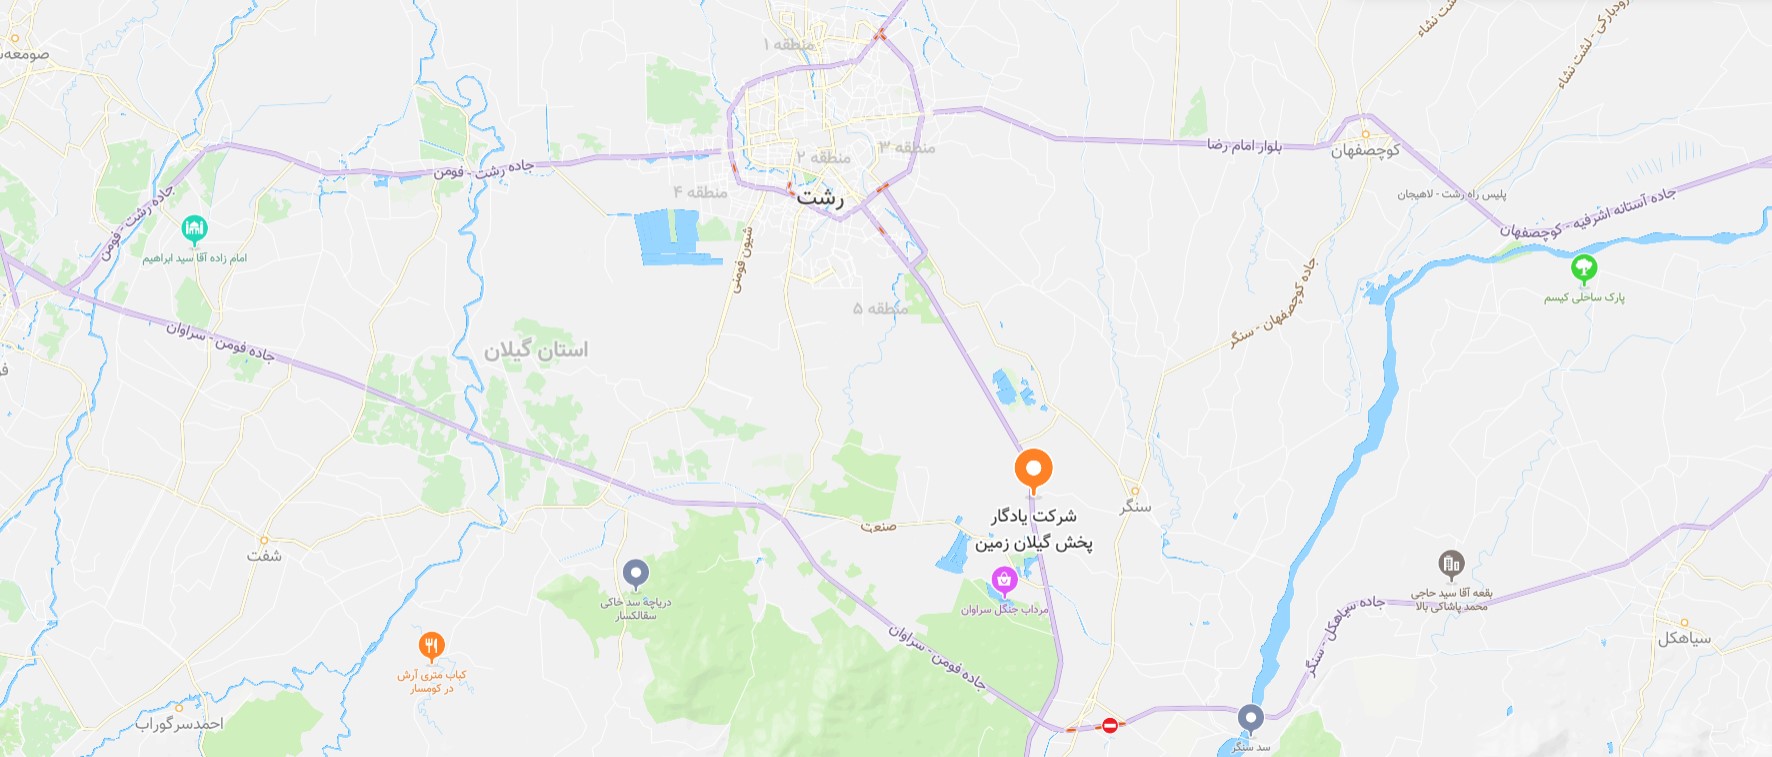 منطقه ۱
صومعه
لشت نشاء
رودبارکی - لشت نشاء
منطقه ۲
منطقه ۳
بلوار امام رضا
کوچصفهان
جاده رشت - فومن
منطقه ۴
رشت
پلیس راه رشت - لاهیجان
جاده آستانه اشرفیه - کوچصفهان
جاده رشت - فومن
امام زاده آقا سید ابراهیم
شیون فومنی
جاده کوچصفهان - سنگر
پارک ساحلی کیسم
منطقه ۵
جاده فومن - سراوان
استان گیلان
شرکت یادگار
پخش گیلان زمین
سنگر
صنعت
شفت
دریاچه سد خاکی
سقالکسار
مرداب جنگل سراوان
بقعه آقا سید حاجی
محمد پاشاکی بالا
جاده سیاهکل - سنگر
سیاهکل
جاده فومن - سراوان
کباب متری آرش
در کومسار
احمدسرگوراب
سد سنگر